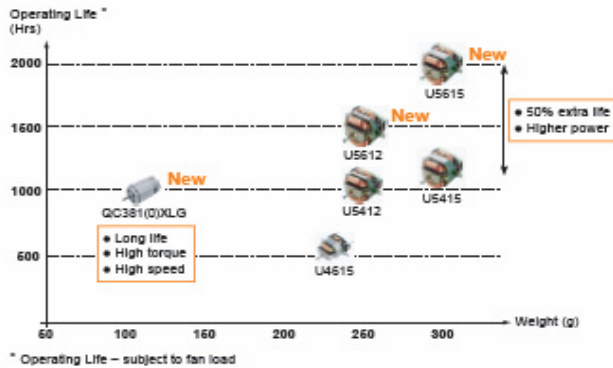 Operating Life *
(Hrs)
2000
New
U5615
● 50% extra life
● Higher power
1600
New
U5612
U5415
1000
New
QC381(0)XLG
U5412
● Long life
● High torque
● High speed
600
U4615
60
100
160
200
260
300
Weight (g)
* Operating Life – subject to fan load